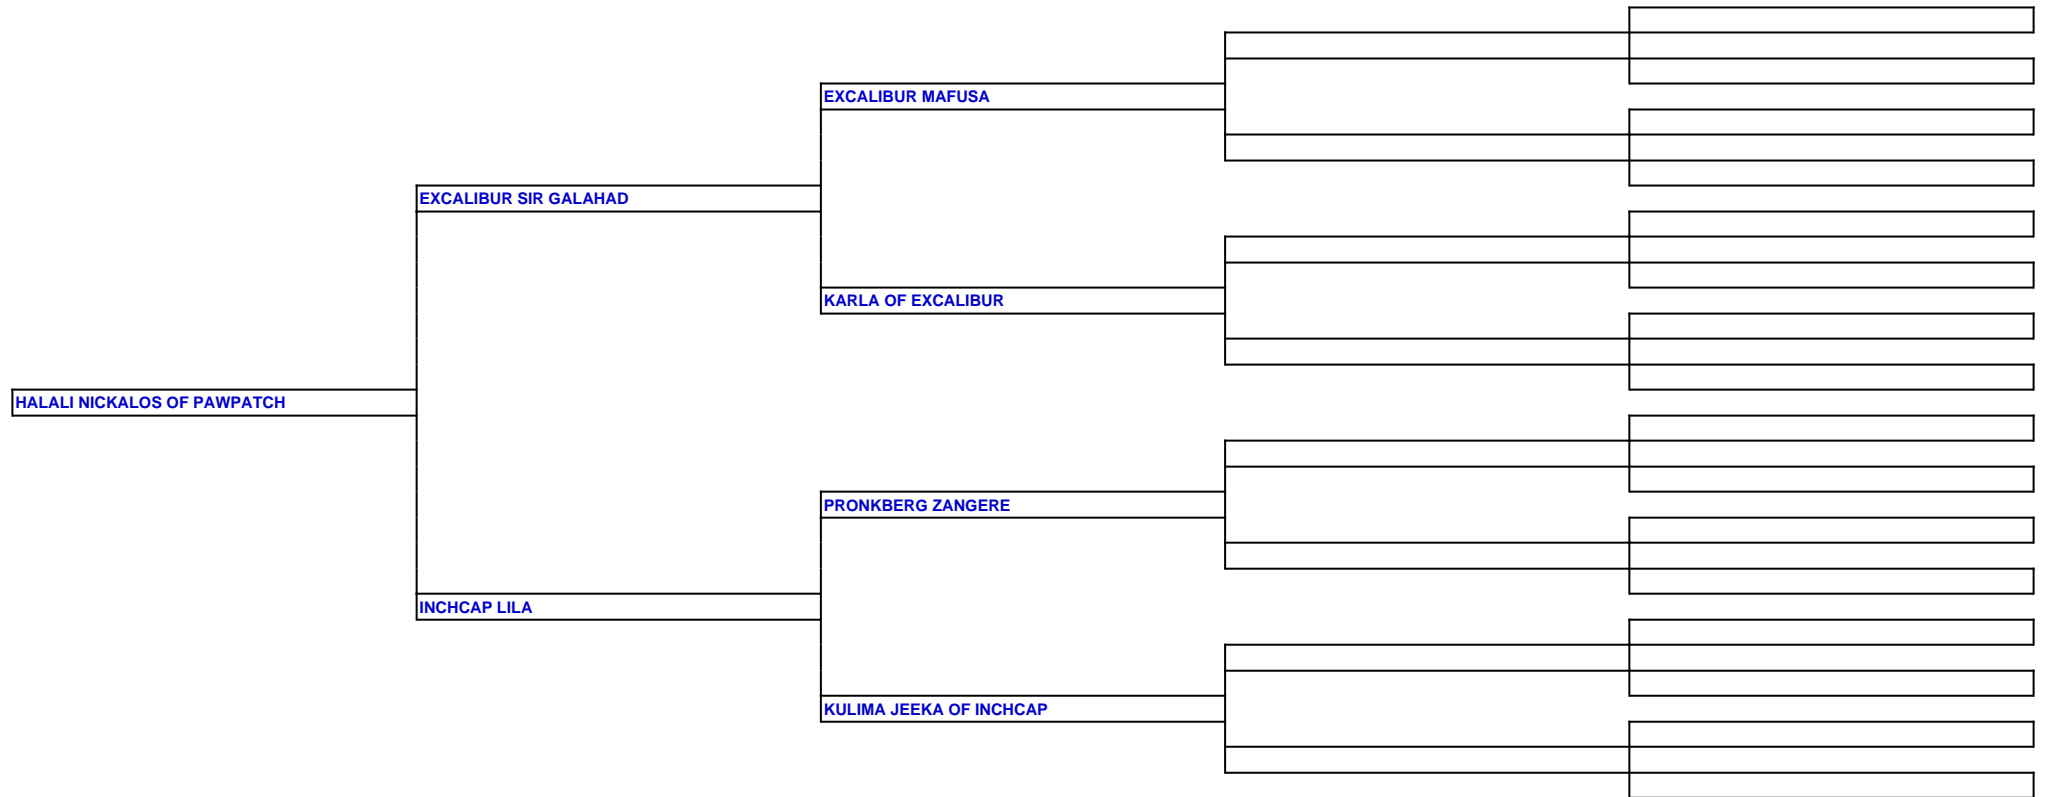 EXCALIBUR MAFUSA
EXCALIBUR SIR GALAHAD
KARLA OF EXCALIBUR
HALALI NICKALOS OF PAWPATCH
PRONKBERG ZANGERE
INCHCAP LILA
KULIMA JEEKA OF INCHCAP